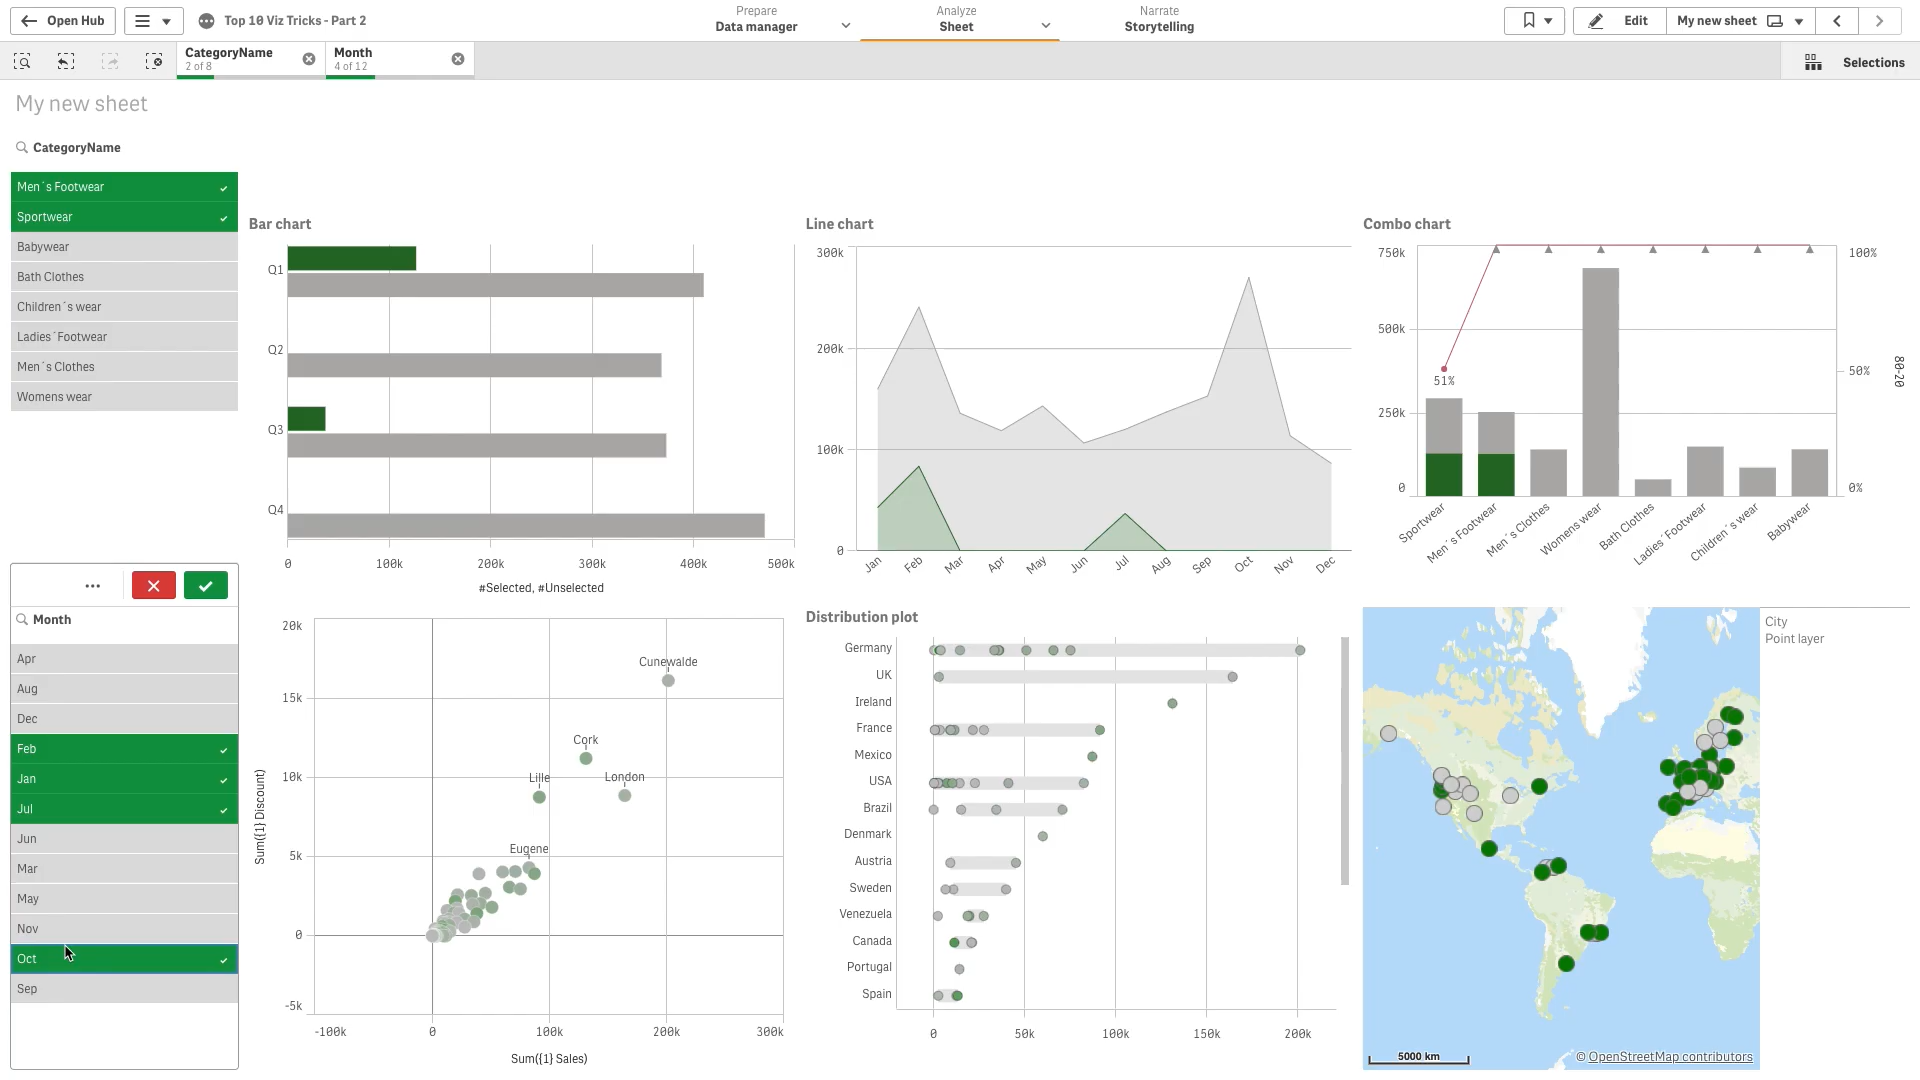 Open Hub
Top 10 Viz Tricks - Part 2
Prepare
Data manager
Analyze
Sheet
Narrate
Storytelling
Edit
My new sheet
CategoryName
2 of 8
Month
4 of 12
Selections
My new sheet
CategoryName
Men´s Footwear
Sportwear
Babywear
Bath Clothes
Children´s wear
Ladies´Footwear
Men´s Clothes
Womens wear
Month
Apr
Aug
Dec
Feb
Jan
Jul
Jun
Mar
May
Nov
Oct
Sep
Bar chart
Q1
Q2
Q3
Q4
0 100k 200k 300k 400k 500k
#Selected, #Unselected
Line chart
300k
200k
100k
0
Jan Feb Mar Apr May Jun Jul Aug Sep Oct Nov Dec
Combo chart
750k
500k
250k
0
100%
50%
0%
80-20
51%
Sportwear Men´s Footwear Men´s Clothes Womens wear Bath Clothes Ladies´Footwear Children´s wear Babywear
20k
15k
10k
5k
0
-5k
Sum({1} Discount)
Cunewalde
Cork
Lille
London
Eugene
-100k 0 100k 200k 300k
Sum({1} Sales)
Distribution plot
Germany
UK
Ireland
France
Mexico
USA
Brazil
Denmark
Austria
Sweden
Venezuela
Canada
Portugal
Spain
0 50k 100k 150k 200k
City
Point layer
5000 km
© OpenStreetMap contributors